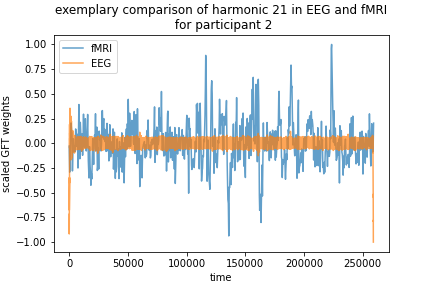 exemplary comparison of harmonic 21 in EEG and fMRI
for participant 2
fMRI
EEG
scaled GFT weights
1.00
0.75
0.50
0.25
0.00
−0.25
−0.50
−0.75
−1.00
0
50000
100000
150000
200000
250000
time